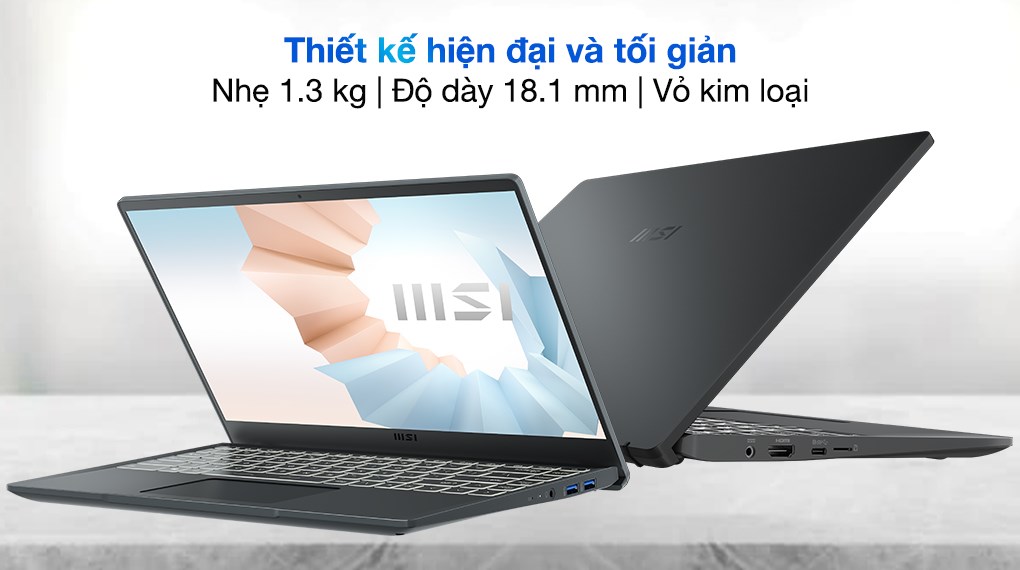 Thiết kế hiện đại và tối giản
Nhẹ 1.3 kg | Độ dày 18.1 mm | Vỏ kim loại
msi
msi
msi
HDMI